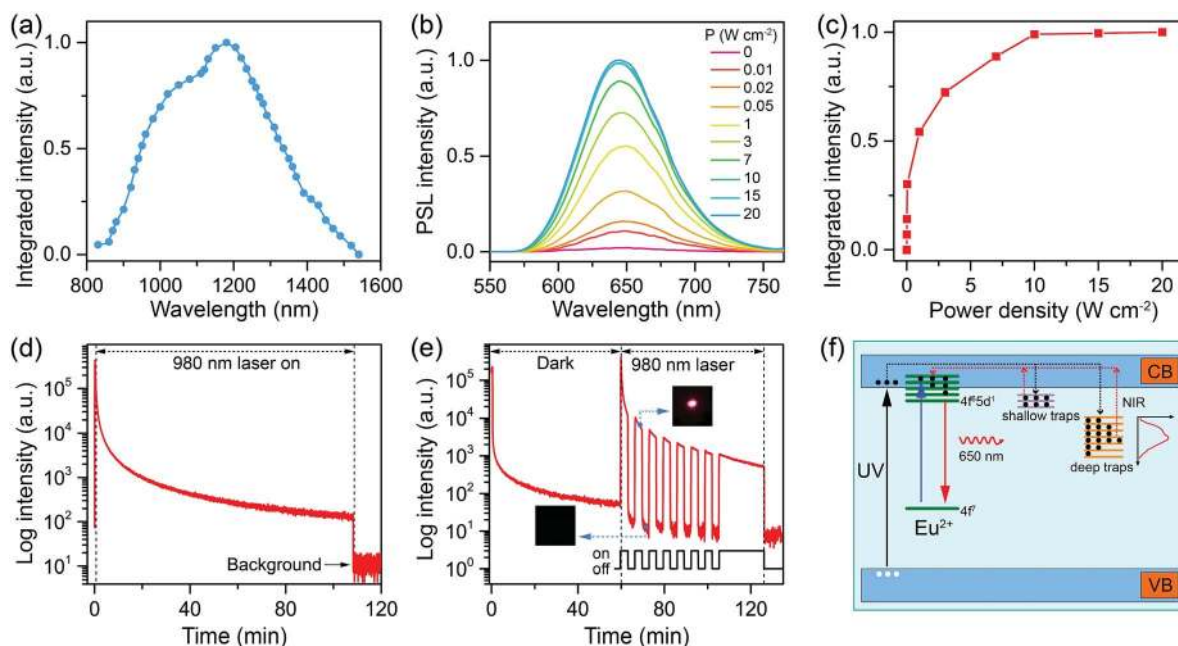 (a)
Integrated intensity (a.u.)
1.0
0.5
0.0
800 1000 1200 1400 1600
Wavelength (nm)
(b)
PSL intensity (a.u.)
1.0
0.5
0.0
P (W cm⁻²)
0
0.01
0.02
0.05
1
3
7
10
15
20
550 600 650 700 750
Wavelength (nm)
(c)
Integrated intensity (a.u.)
1.0
0.5
0.0
0 5 10 15 20
Power density (W cm⁻²)
(d)
Log intensity (a.u.)
10⁵
10⁴
10³
10²
10¹
980 nm laser on
Background
0 40 80 120
Time (min)
(e)
Log intensity (a.u.)
10⁵
10⁴
10³
10²
10¹
10⁰
Dark
980 nm laser
on
off
0 40 80 120
Time (min)
(f)
CB
4f⁶5d¹
shallow traps
NIR
deep traps
UV
650 nm
4f⁷
Eu²⁺
VB